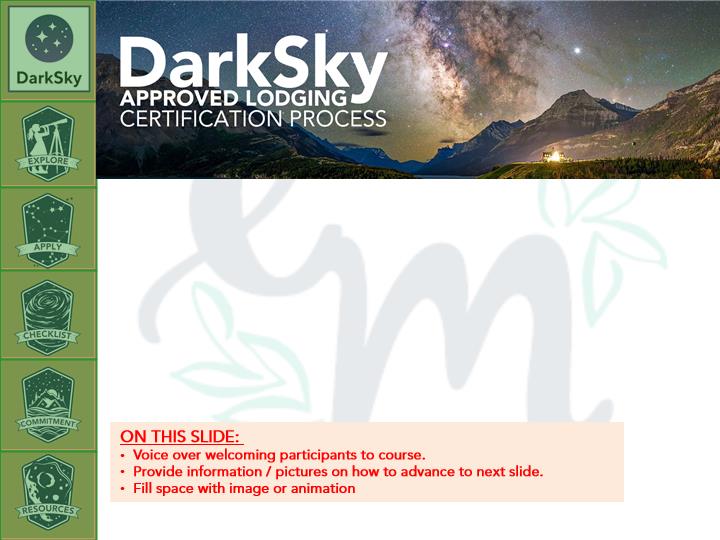 DarkSky
EXPLORE
APPLY
CHECKLIST
COMMITMENT
RESOURCES
DarkSky
APPROVED LODGING
CERTIFICATION PROCESS
em
ON THIS SLIDE:
• Voice over welcoming participants to course.
• Provide information / pictures on how to advance to next slide.
• Fill space with image or animation